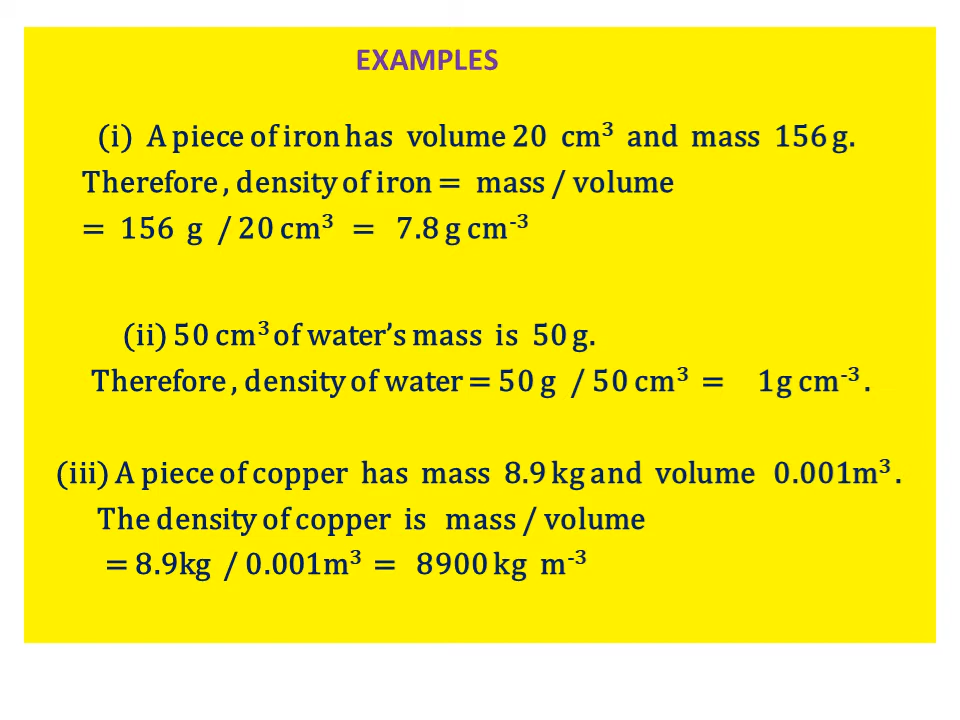 EXAMPLES
(i) A piece of iron has volume 20 cm³ and mass 156 g.
Therefore , density of iron = mass / volume
= 156 g / 20 cm³ = 7.8 g cm⁻³
(ii) 50 cm³ of water’s mass is 50 g.
Therefore , density of water = 50 g / 50 cm³ = 1g cm⁻³ .
(iii) A piece of copper has mass 8.9 kg and volume 0.001m³ .
The density of copper is mass / volume
= 8.9kg / 0.001m³ = 8900 kg m⁻³